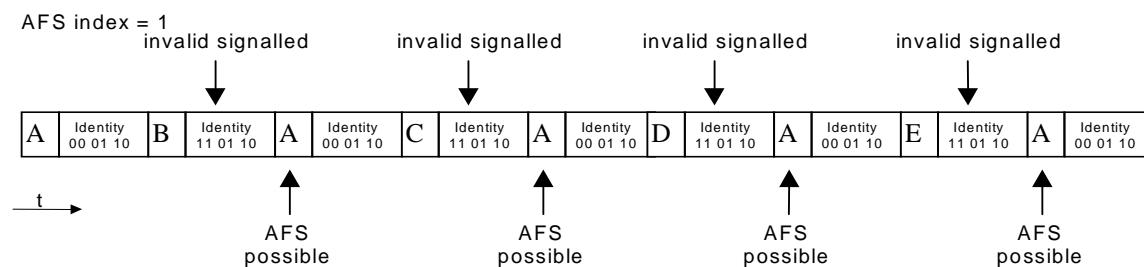 AFS index = 1
invalid signalled invalid signalled invalid signalled invalid signalled
A Identity B Identity A Identity C Identity A Identity D Identity A Identity E Identity A Identity
00 01 10 11 01 10 00 01 10 11 01 10 00 01 10 11 01 10 00 01 10 11 01 10 00 01 10
t
AFS AFS AFS AFS
possible possible possible possible